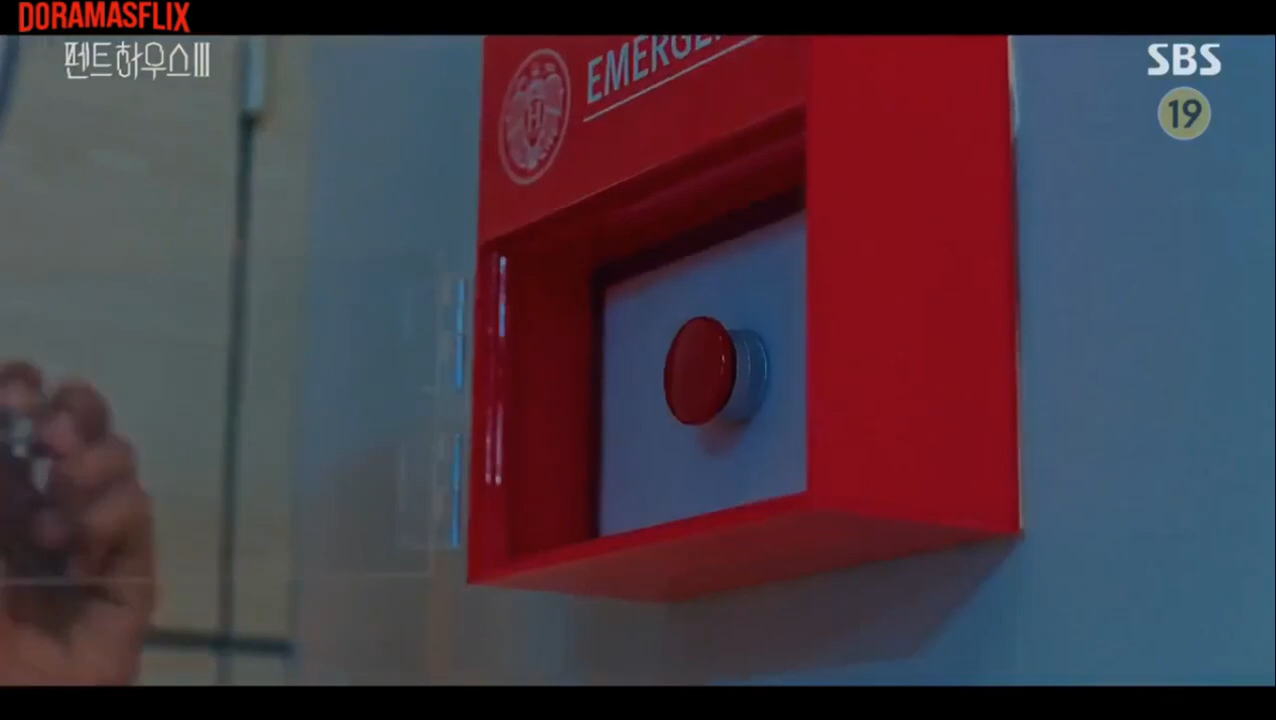 DORAMASFLIX
펜트하우스III
SBS
19
EMERGE
H